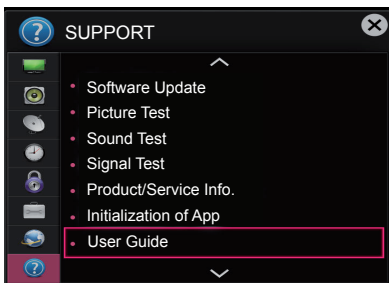 SUPPORT
Software Update
Picture Test
Sound Test
Signal Test
Product/Service Info.
Initialization of App
User Guide